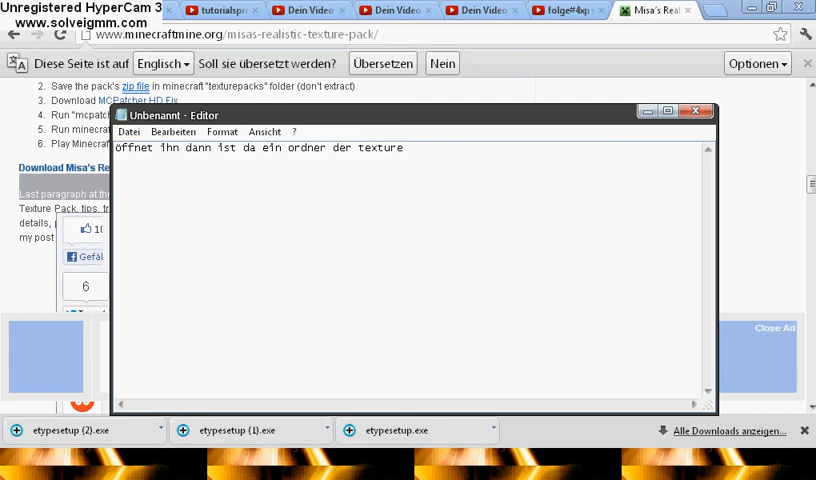 Unregistered HyperCam 3
www.solveigmm.com
tutorialspr
Dein Video
Dein Video
Dein Video
folge#4xp
Misa's Real
www.minecraftmine.org/misas-realistic-texture-pack/
Diese Seite ist auf
Englisch
Soll sie übersetzt werden?
Übersetzen
Nein
Optionen
2. Save the pack's zip file in minecraft "texturepacks" folder (don't extract)
3. Download MCPatcher HD Fix
4. Run "mcpatch
5. Run minecra
6. Play Minecraf
Download Misa's Re
Last paragraph at the
Texture Pack, tips, tr
details,
my post
Gefäl
6
Unbenannt - Editor
Datei Bearbeiten Format Ansicht ?
öffnet ihn dann ist da ein ordner der texture
Close Ad
etypesetup (2).exe
etypesetup (1).exe
etypesetup.exe
Alle Downloads anzeigen...